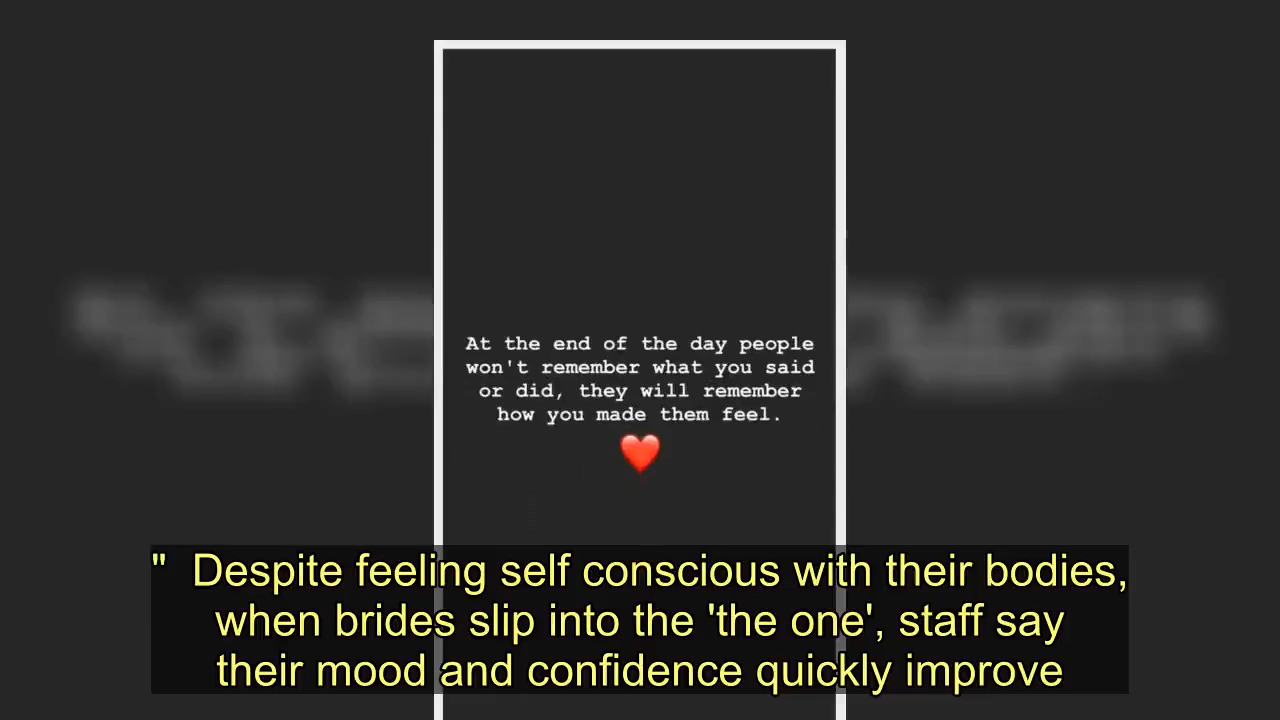 At the end of the day people
won't remember what you said
or did, they will remember
how you made them feel.
❤️
" Despite feeling self conscious with their bodies,
when brides slip into the 'the one', staff say
their mood and confidence quickly improve